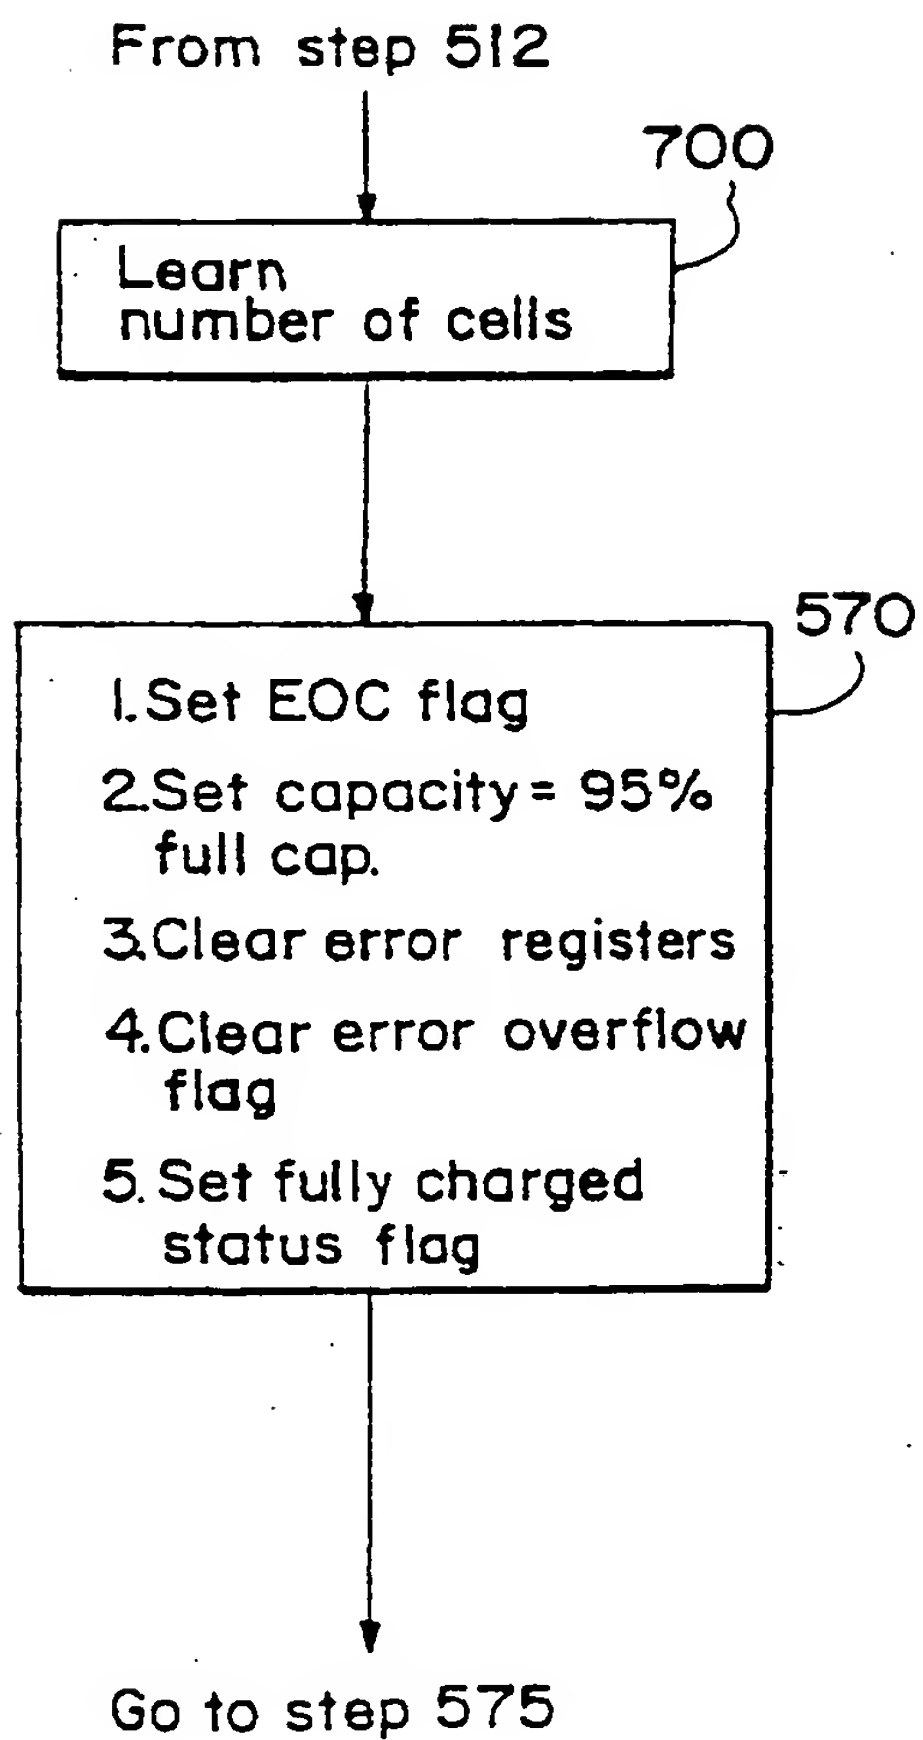 From step 512
700
Learn
number of cells
570
1. Set EOC flag
2. Set capacity = 95%
full cap.
3. Clear error registers
4. Clear error overflow
flag
5. Set fully charged
status flag
Go to step 575